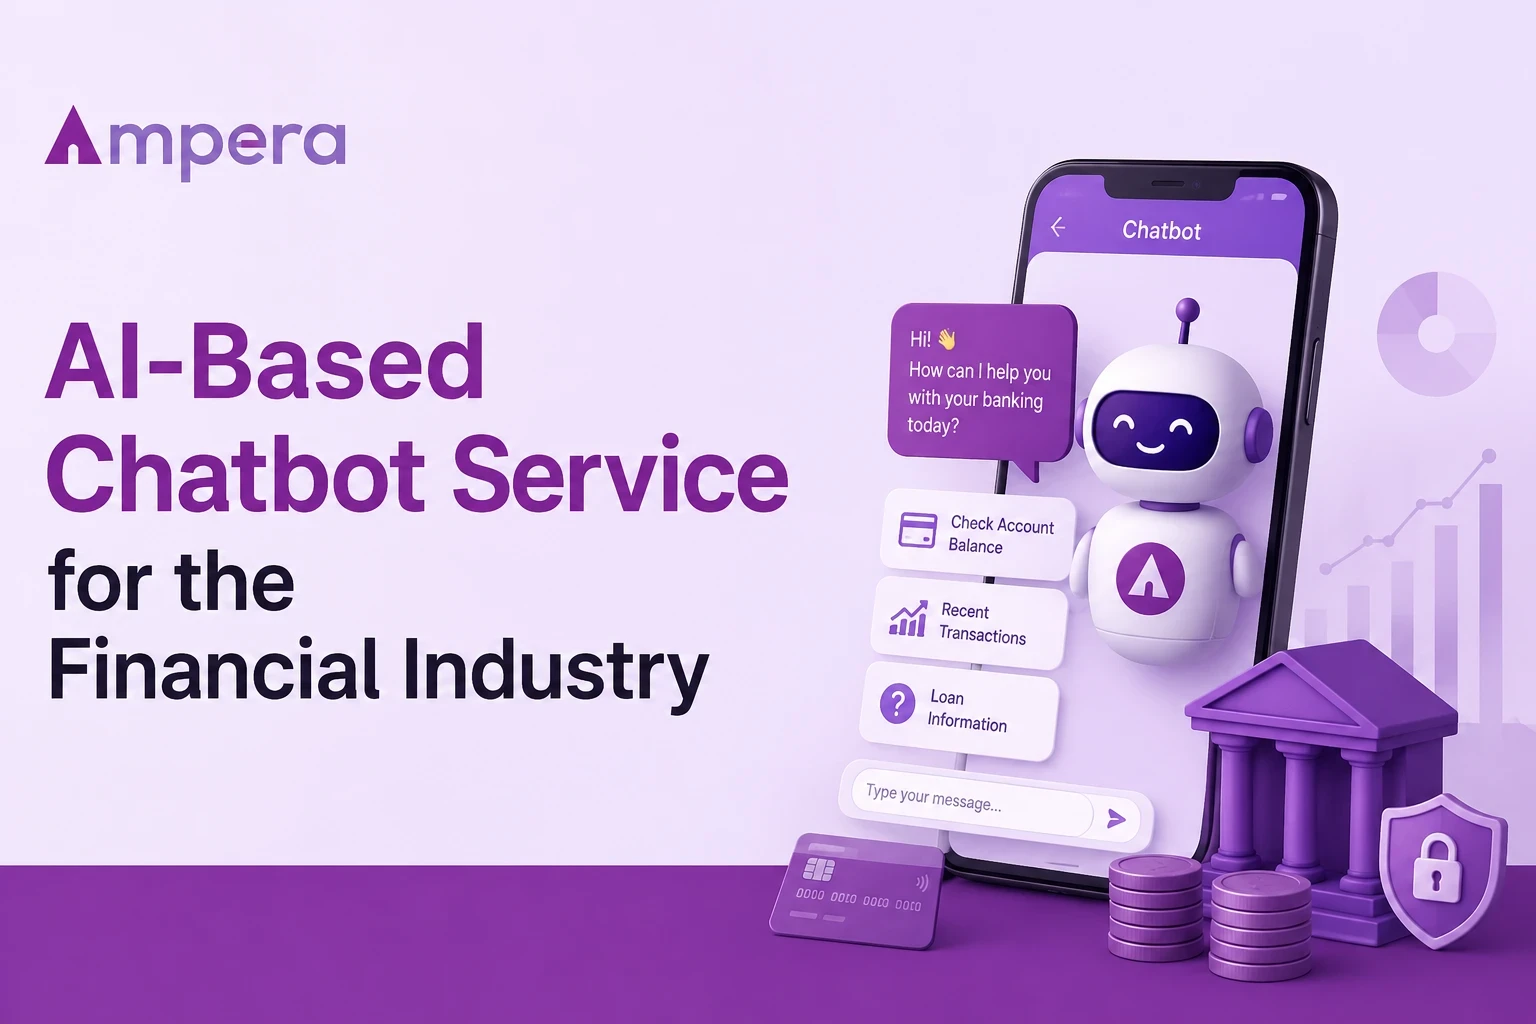 Ampera
AI-Based
Chatbot Service
for the
Financial Industry
Chatbot
Hi! 👋
How can I help you
with your banking
today?
Check Account
Balance
Recent
Transactions
Loan
Information
Type your message...